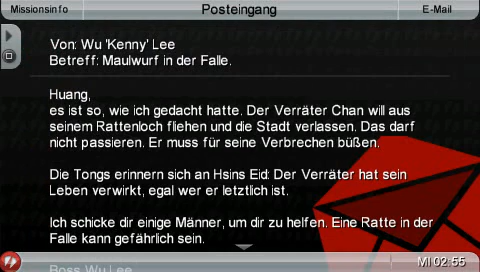 Missionsinfo
Posteingang
E-Mail
Von: Wu 'Kenny' Lee
Betreff: Maulwurf in der Falle.
Huang,
es ist so, wie ich gedacht hatte. Der Verräter Chan will aus
seinem Rattenloch fliehen und die Stadt verlassen. Das darf
nicht passieren. Er muss für seine Verbrechen büßen.
Die Tongs erinnern sich an Hsins Eid: Der Verräter hat sein
Leben verwirkt, egal wer er letztlich ist.
Ich schicke dir einige Männer, um dir zu helfen. Eine Ratte in der
Falle kann gefährlich sein.
Boss Wu Lee
MI 02:55